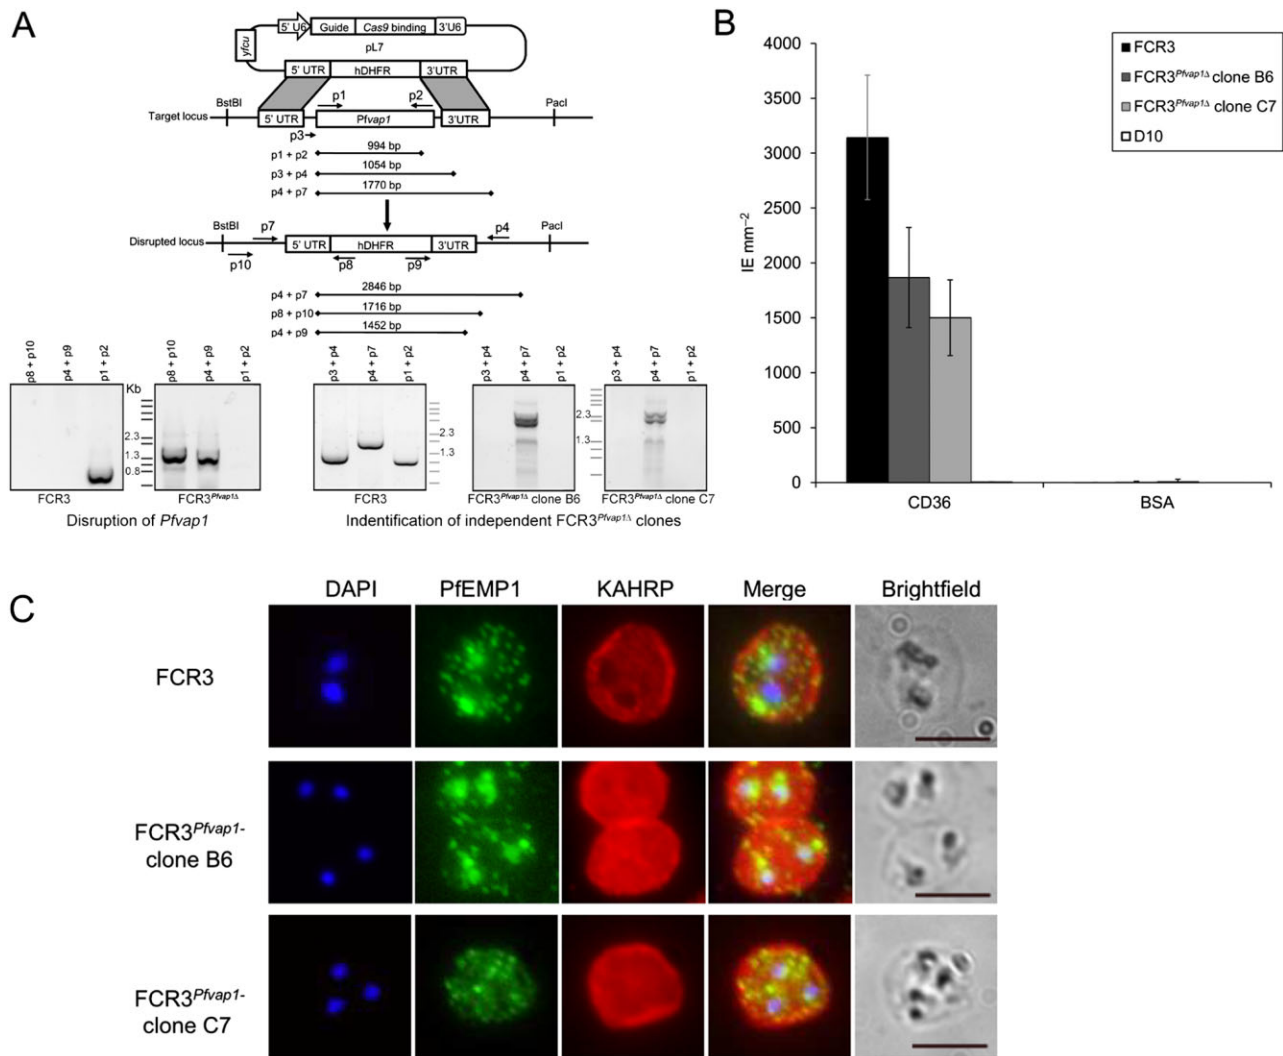 A
5' U6 Guide Cas9 binding 3'U6
yfcu
pL7
5' UTR hDHFR 3'UTR
BstBI p1 p2 PacI
Target locus 5' UTR Pfvap1 3'UTR
p3
994 bp
p1 + p2
1054 bp
p3 + p4
1770 bp
p4 + p7
BstBI p7 p4 PacI
Disrupted locus 5' UTR hDHFR 3'UTR
p10 p8 p9
2846 bp
p4 + p7
1716 bp
p8 + p10
1452 bp
p4 + p9
p8 + p10 p4 + p9 p1 + p2
Kb
2.3
1.3
0.8
p8 + p10 p4 + p9 p1 + p2
FCR3 FCR3Pfvap1Δ
Disruption of Pfvap1
p3 + p4 p4 + p7 p1 + p2
2.3
1.3
p3 + p4 p4 + p7 p1 + p2
2.3
1.3
p3 + p4 p4 + p7 p1 + p2
FCR3 FCR3Pfvap1Δ clone B6 FCR3Pfvap1Δ clone C7
Indentification of independent FCR3Pfvap1Δ clones
B
4000
3500
3000
2500
2000
1500
1000
500
0
IE mm−2
CD36 BSA
FCR3
FCR3Pfvap1Δ clone B6
FCR3Pfvap1Δ clone C7
D10
C
DAPI PfEMP1 KAHRP Merge Brightfield
FCR3
FCR3Pfvap1-
clone B6
FCR3Pfvap1-
clone C7